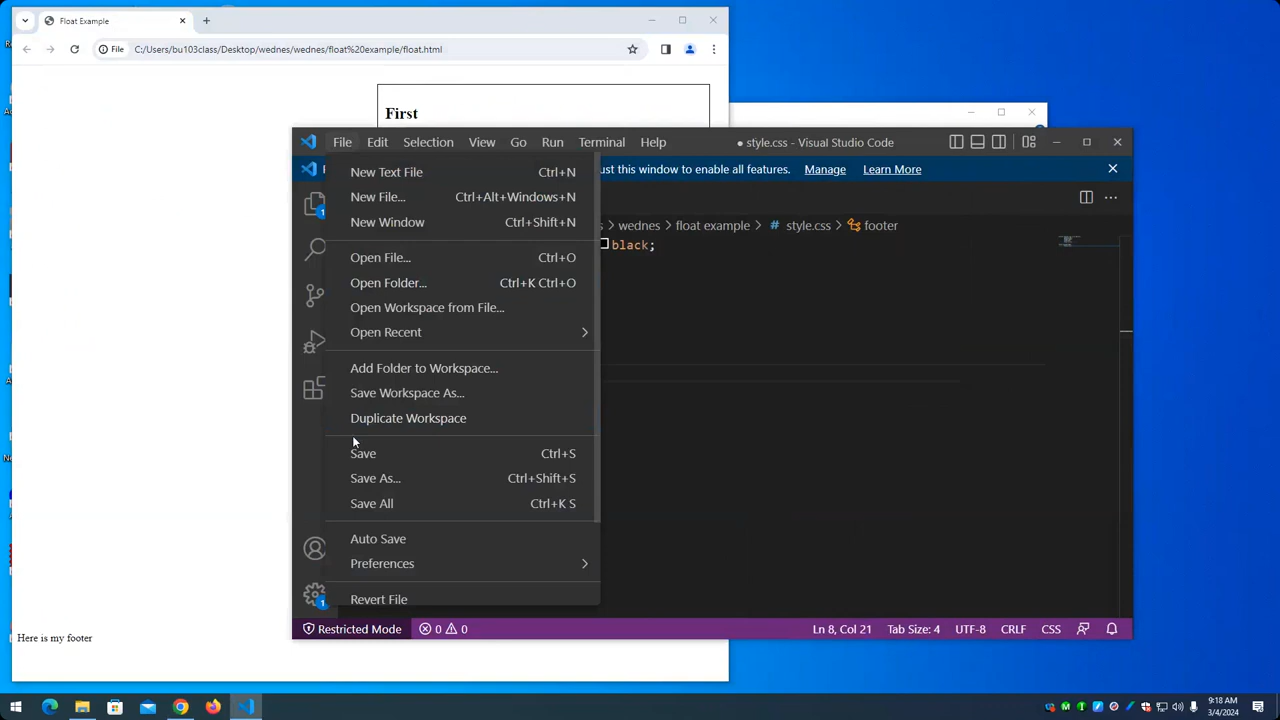 Float Example
File
C:/Users/bu103class/Desktop/wednes/wednes/float%20example/float.html
First
File Edit Selection View Go Run Terminal Help
● style.css - Visual Studio Code
just this window to enable all features. Manage Learn More
wednes > float example > # style.css > footer
black;
New Text File Ctrl+N
New File... Ctrl+Alt+Windows+N
New Window Ctrl+Shift+N
Open File... Ctrl+O
Open Folder... Ctrl+K Ctrl+O
Open Workspace from File...
Open Recent
Add Folder to Workspace...
Save Workspace As...
Duplicate Workspace
Save Ctrl+S
Save As... Ctrl+Shift+S
Save All Ctrl+K S
Auto Save
Preferences
Revert File
1
1
Restricted Mode 0 0 Ln 8, Col 21 Tab Size: 4 UTF-8 CRLF CSS
Here is my footer
9:18 AM
3/4/2024